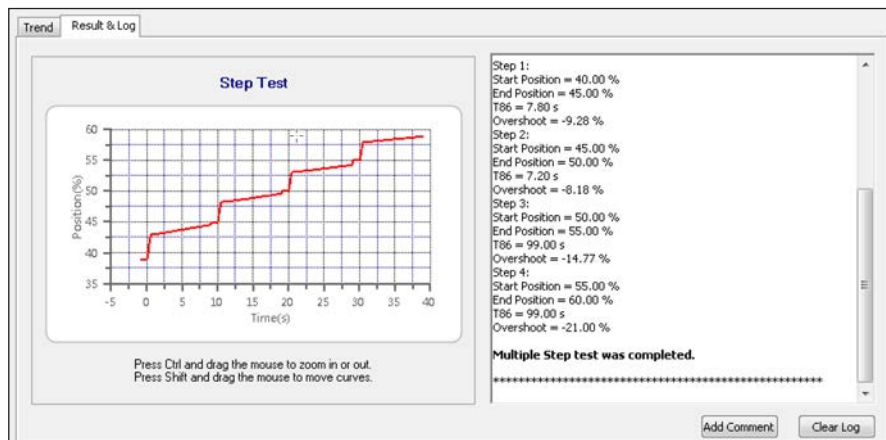 Trend
Result & Log
Step Test
60
55
50
45
40
35
Position(%)
-5 0 5 10 15 20 25 30 35 40
Time(s)
Press Ctrl and drag the mouse to zoom in or out.
Press Shift and drag the mouse to move curves.
Step 1:
Start Position = 40.00 %
End Position = 45.00 %
T86 = 7.80 s
Overshoot = -9.28 %
Step 2:
Start Position = 45.00 %
End Position = 50.00 %
T86 = 7.20 s
Overshoot = -8.18 %
Step 3:
Start Position = 50.00 %
End Position = 55.00 %
T86 = 99.00 s
Overshoot = -14.77 %
Step 4:
Start Position = 55.00 %
End Position = 60.00 %
T86 = 99.00 s
Overshoot = -21.00 %
Multiple Step test was completed.
****************************************************
Add Comment
Clear Log